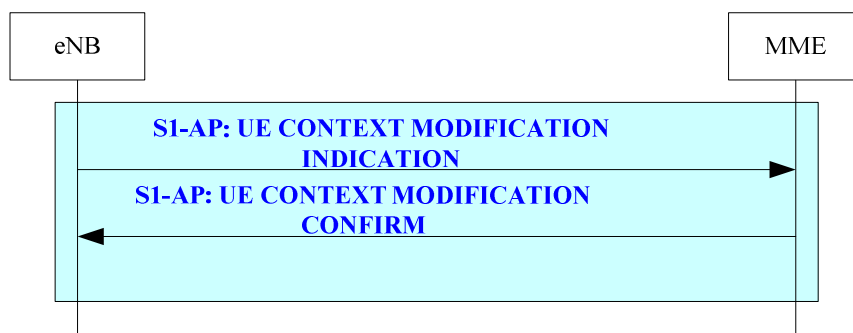 eNB
MME
S1-AP: UE CONTEXT MODIFICATION
INDICATION
S1-AP: UE CONTEXT MODIFICATION
CONFIRM